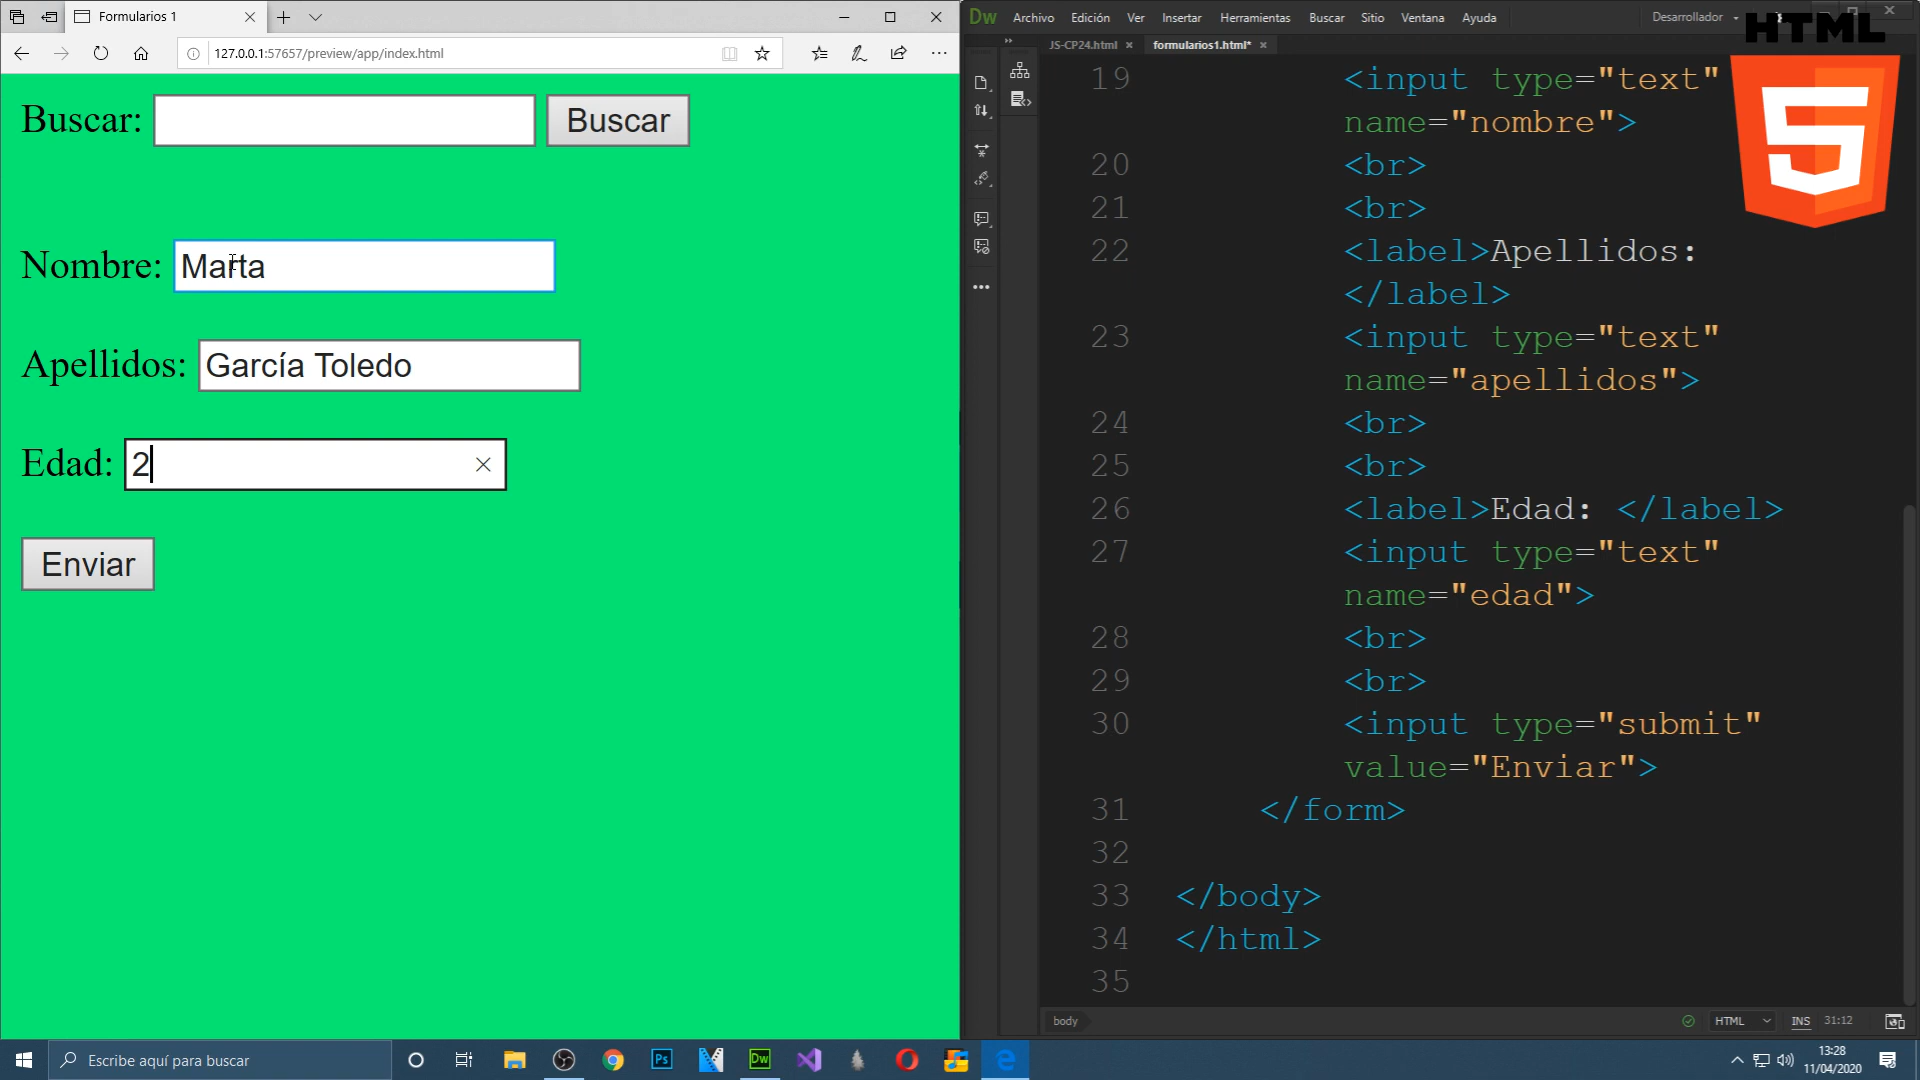 Formularios 1
127.0.0.1:57657/preview/app/index.html
Buscar:
Buscar
Nombre: Marta
Apellidos: García Toledo
Edad: 2
Enviar
Dw Archivo Edición Ver Insertar Herramientas Buscar Sitio Ventana Ayuda Desarrollador
HTML
5
JS-CP24.html formularios1.html*
19 <input type="text"
name="nombre">
20 <br>
21 <br>
22 <label>Apellidos:
</label>
23 <input type="text"
name="apellidos">
24 <br>
25 <br>
26 <label>Edad: </label>
27 <input type="text"
name="edad">
28 <br>
29 <br>
30 <input type="submit"
value="Enviar">
31 </form>
32
33 </body>
34 </html>
35
body HTML INS 31:12
Escribe aquí para buscar
Ps
Dw
13:28
11/04/2020